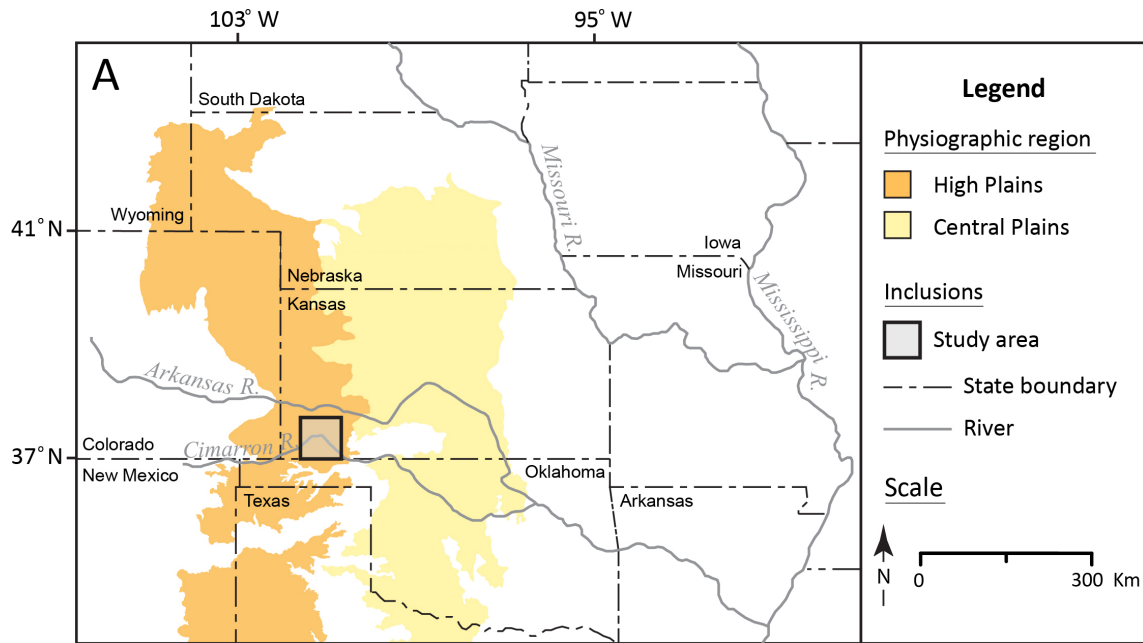 103° W
95° W
A
South Dakota
Missouri R.
41° N
Wyoming
Iowa
Missouri
Nebraska
Kansas
Mississippi R.
Arkansas R.
Colorado
Cimarron R.
37° N
New Mexico
Oklahoma
Texas
Arkansas
Legend
Physiographic region
High Plains
Central Plains
Inclusions
Study area
State boundary
River
Scale
N
0
300 Km